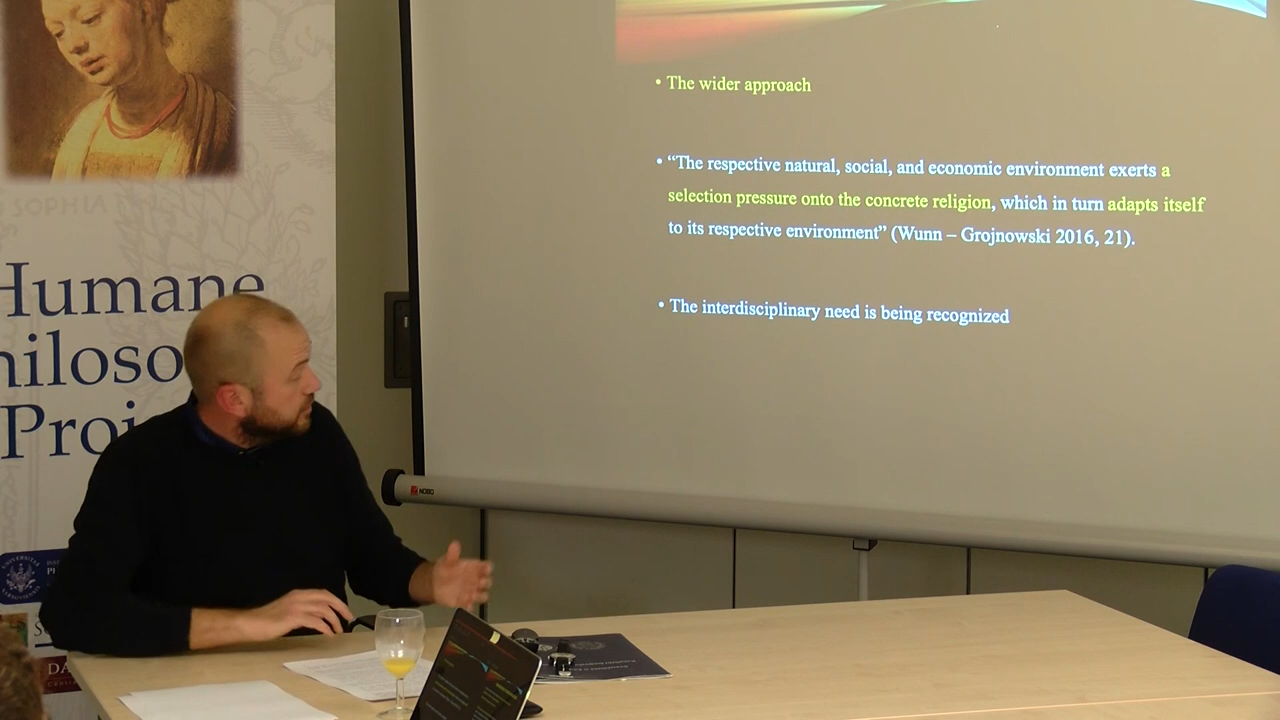 SOPHIA
Humane
Proj
• The wider approach
• “The respective natural, social, and economic environment exerts a
selection pressure onto the concrete religion, which in turn adapts itself
to its respective environment” (Wunn – Grojnowski 2016, 21).
• The interdisciplinary need is being recognized
NOBO